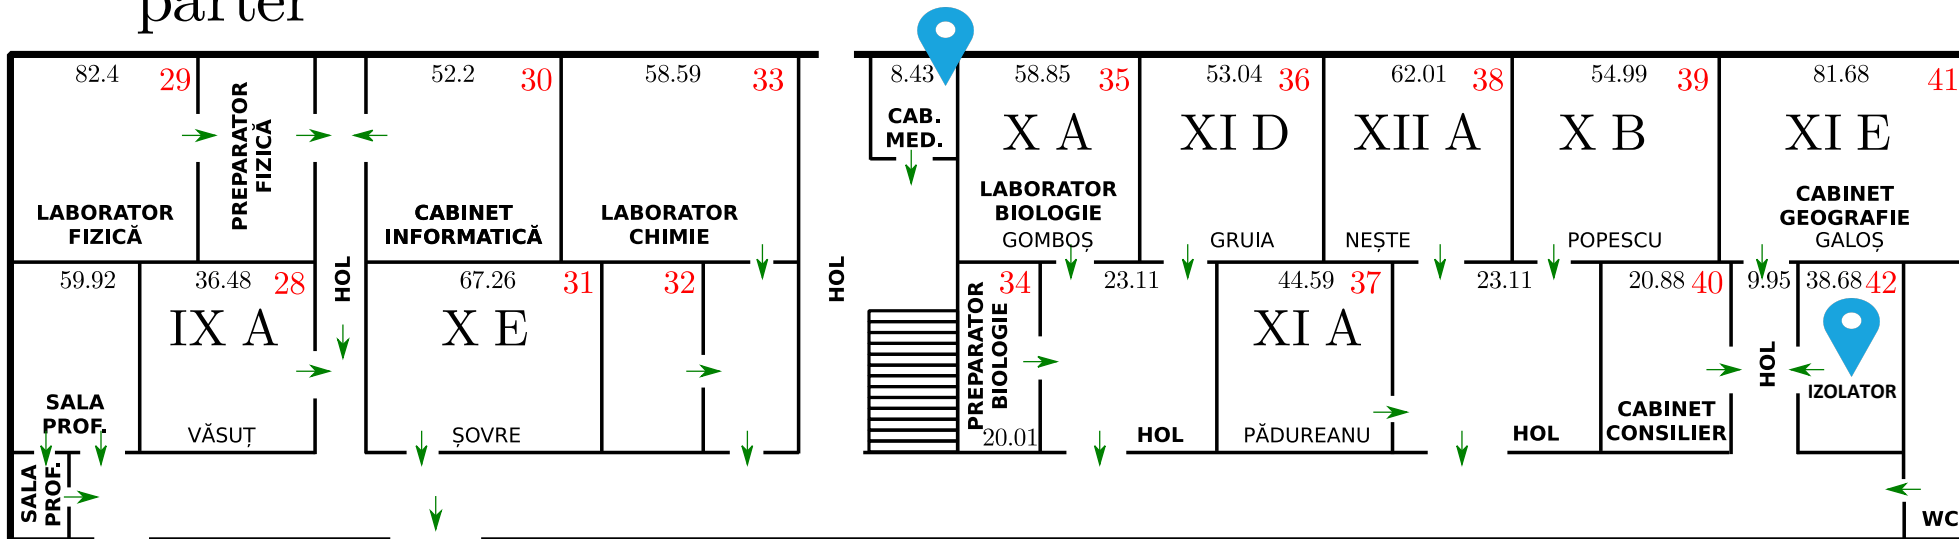 parter
82.4 29
52.2 30
58.59 33
8.43
58.85 35
53.04 36
62.01 38
54.99 39
81.68 41
PREPARATOR
FIZICĂ
CAB.
MED.
X A
XI D
XII A
X B
XI E
LABORATOR
FIZICĂ
CABINET
INFORMATICĂ
LABORATOR
CHIMIE
LABORATOR
BIOLOGIE
GOMBOȘ
GRUIA
NEȘTE
POPESCU
CABINET
GEOGRAFIE
GALOȘ
HOL
HOL
59.92
36.48 28
67.26 31
32
34
23.11
44.59 37
23.11
20.88 40
9.95
38.68 42
IX A
X E
PREPARATOR
BIOLOGIE
XI A
HOL
IZOLATOR
SALA
PROF.
VĂSUȚ
ȘOVRE
20.01
HOL
PĂDUREANU
HOL
CABINET
CONSILIER
SALA
PROF.
WC